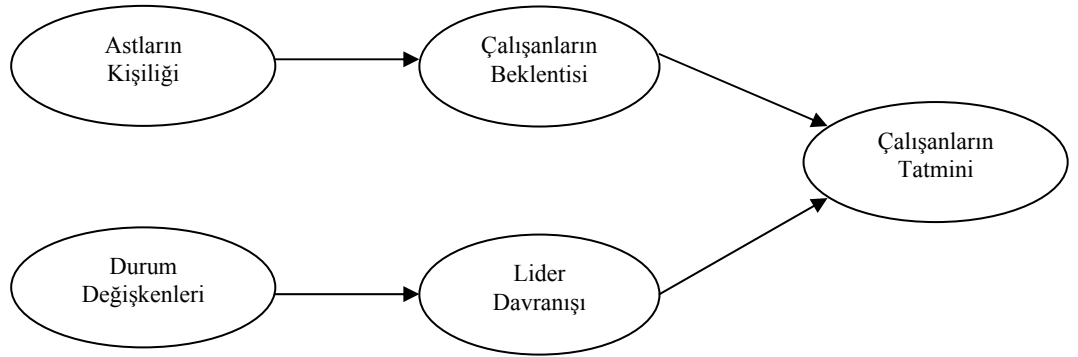 Astların
Kişiliği
Çalışanların
Beklentisi
Çalışanların
Tatmini
Durum
Değişkenleri
Lider
Davranışı